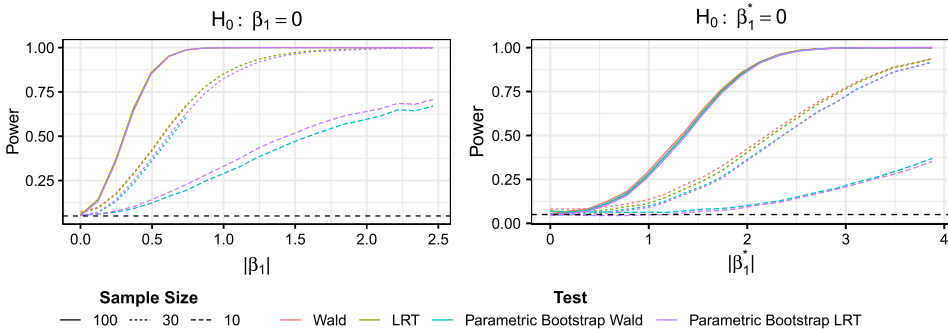 H₀ : β₁ = 0
H₀ : β₁* = 0
Power
1.00
0.75
0.50
0.25
0.0 0.5 1.0 1.5 2.0 2.5
|β₁|
Power
1.00
0.75
0.50
0.25
0.00
0 1 2 3 4
|β₁*|
Sample Size
100 30 10
Test
Wald LRT Parametric Bootstrap Wald Parametric Bootstrap LRT